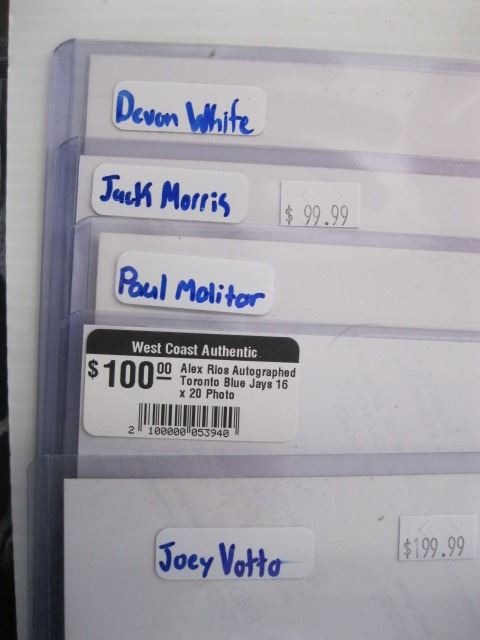 Devon White
Jack Morris
$ 99.99
Paul Molitor
West Coast Authentic
$100.00 Alex Rios Autographed
Toronto Blue Jays 16
x 20 Photo
2 100000 053940
Joey Votto
$199.99